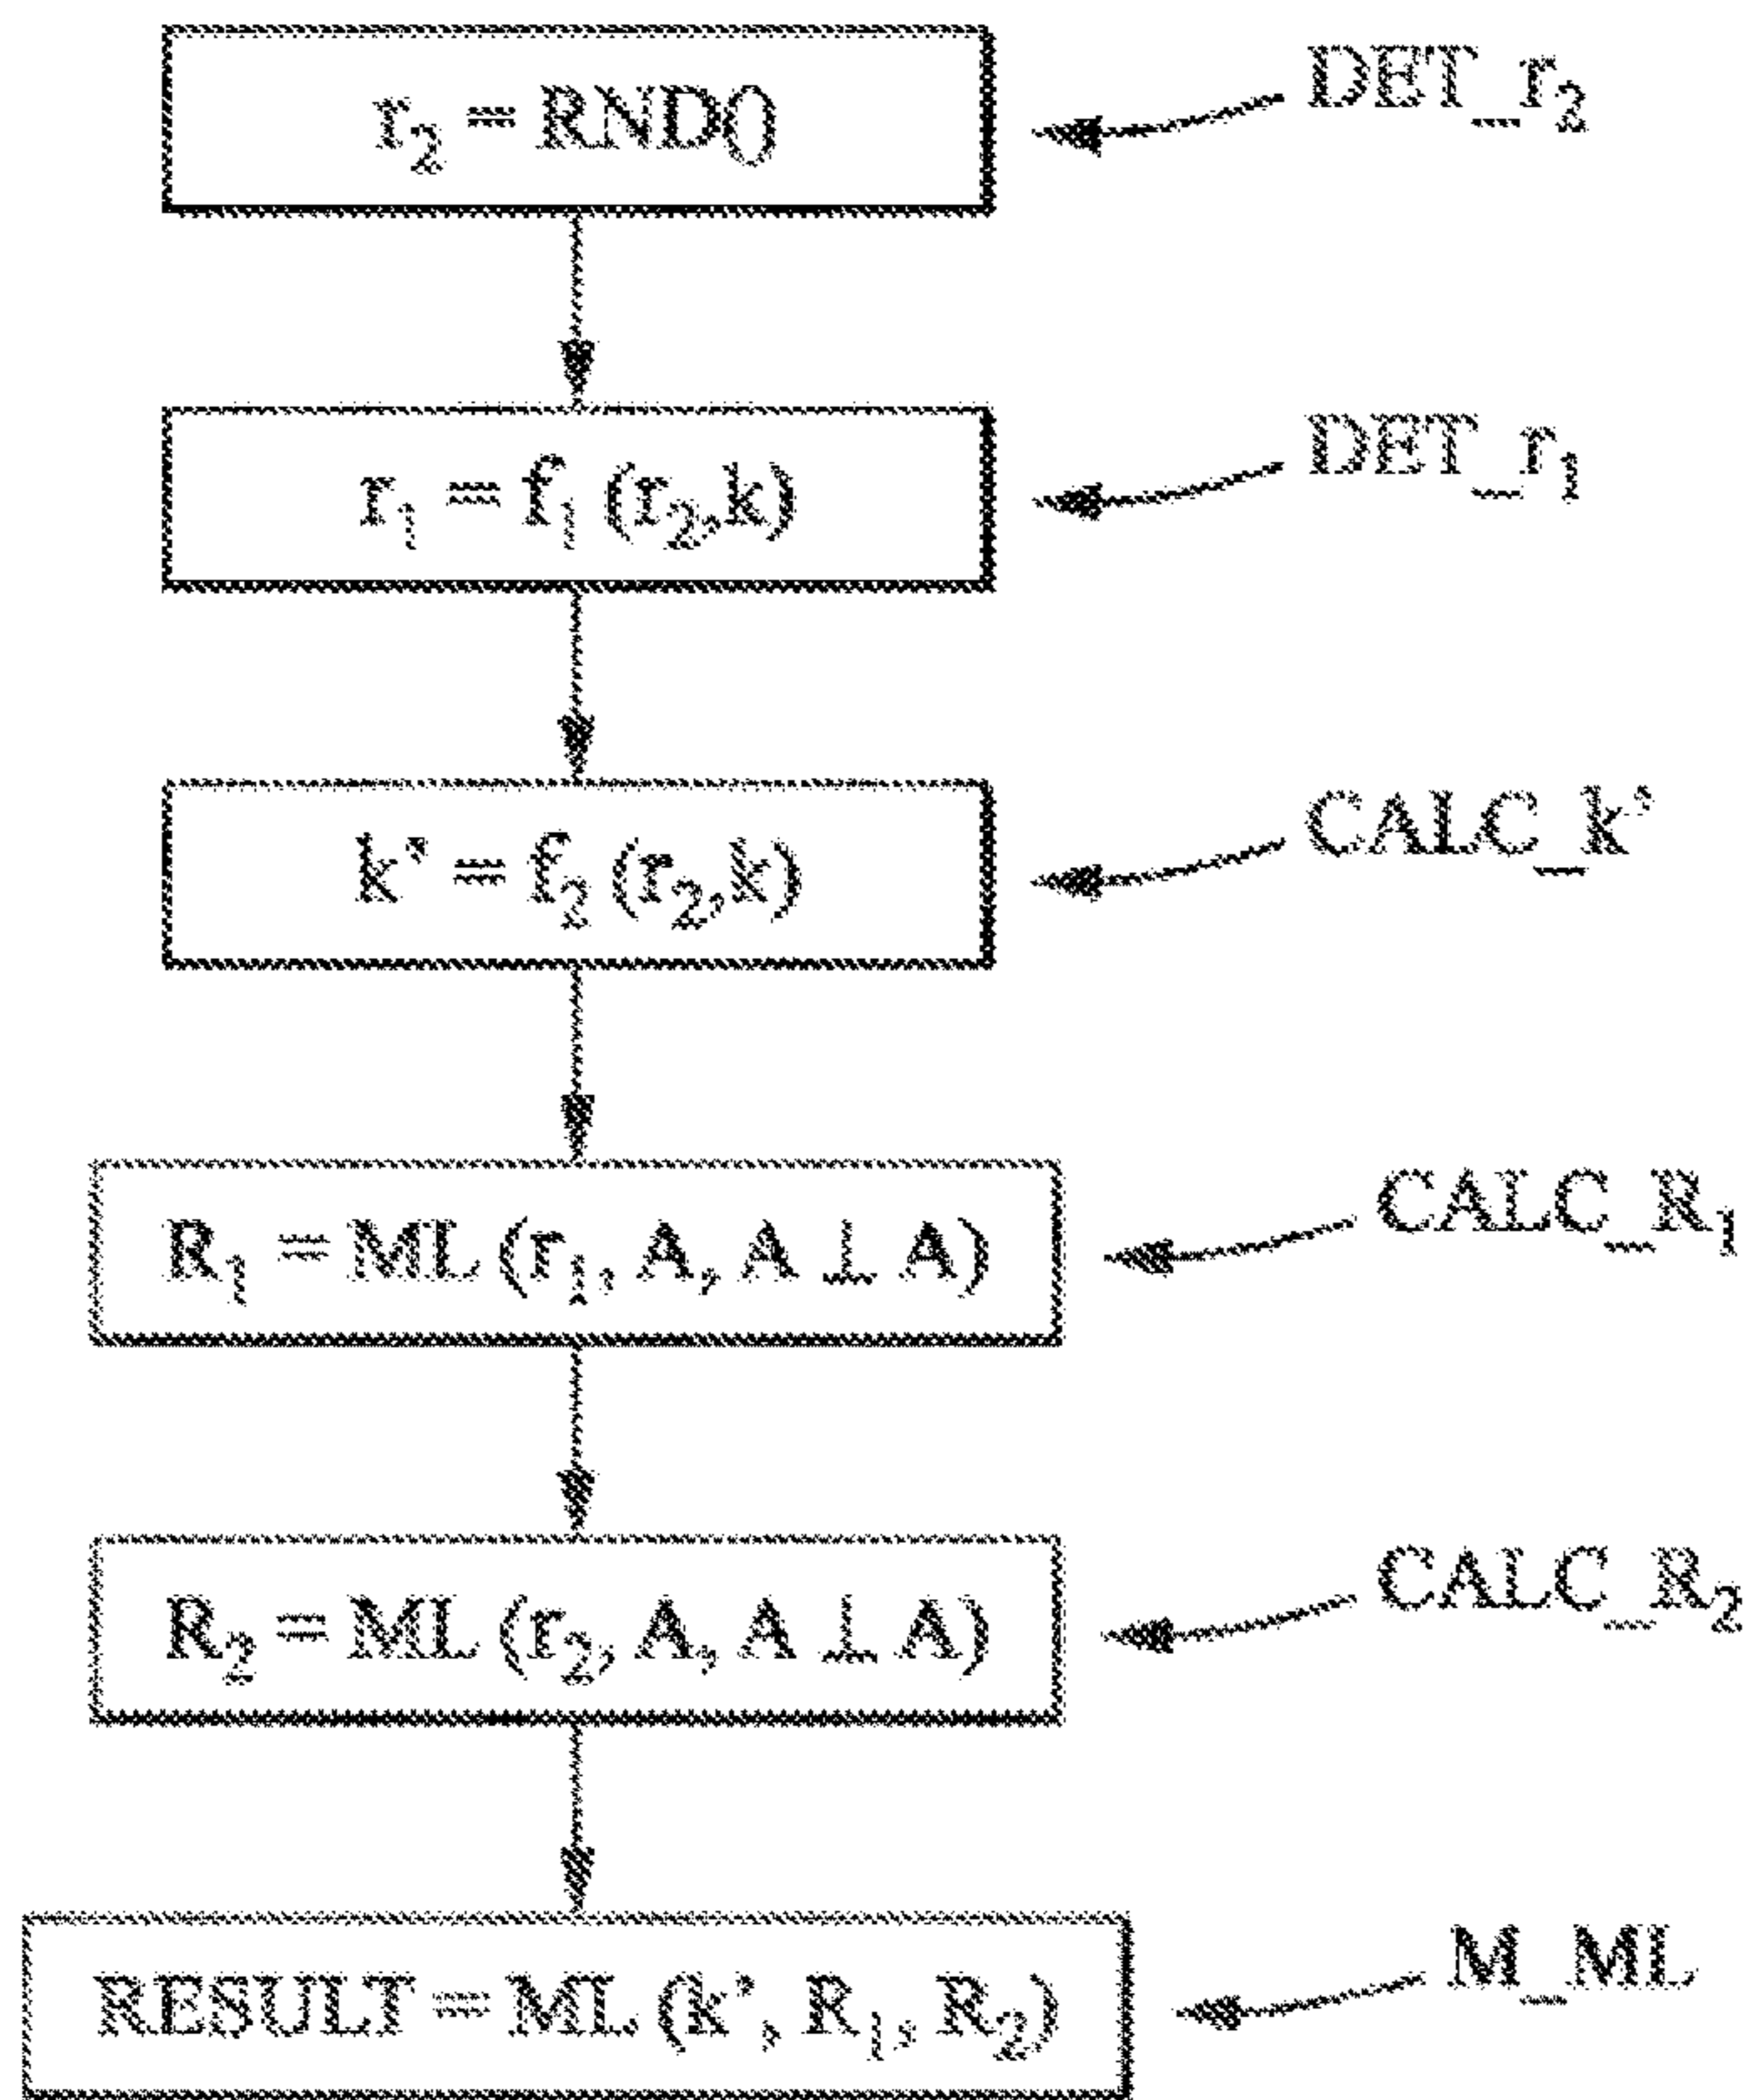 r₂ = RND()
DET_r₂
r₁ = f₁ (r₂,k)
DET_r₁
k’ = f₂ (r₂,k)
CALC_k’
R₁ = ML (r₁, A, A ⊥ A)
CALC_R₁
R₂ = ML (r₂, A, A ⊥ A)
CALC_R₂
RESULT = ML (k’, R₁, R₂)
M_ML